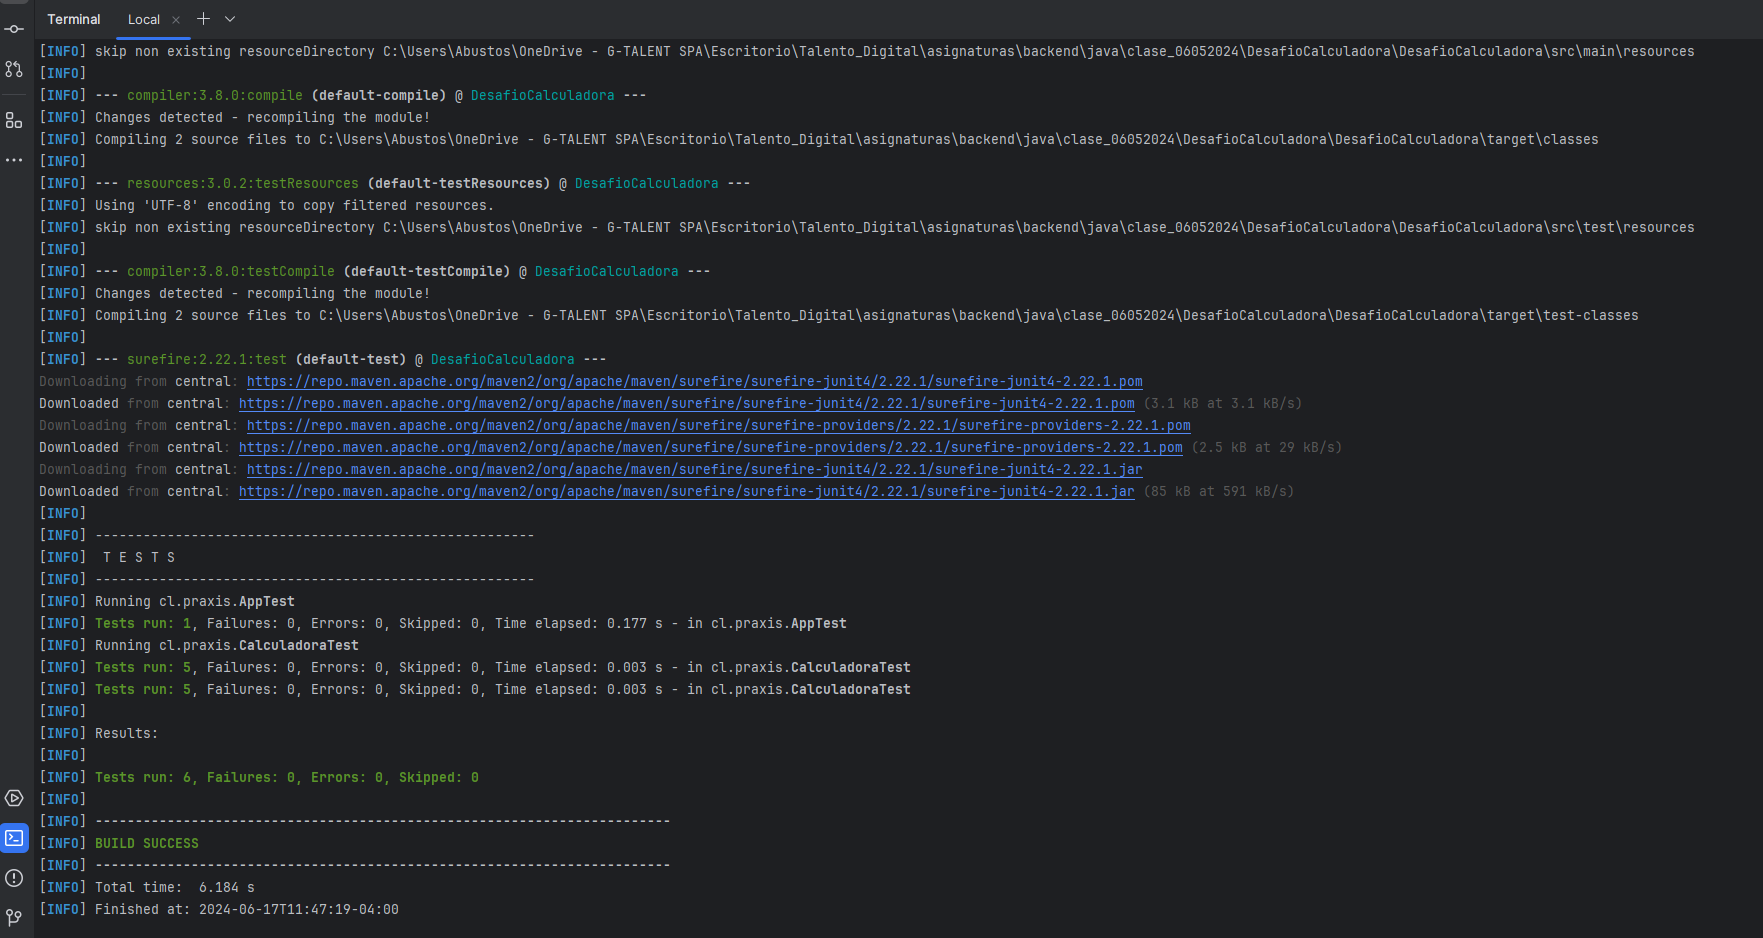 Terminal Local
[INFO] skip non existing resourceDirectory C:\Users\Abustos\OneDrive - G-TALENT SPA\Escritorio\Talento_Digital\asignaturas\backend\java\clase_06052024\DesafioCalculadora\DesafioCalculadora\src\main\resources
[INFO]
[INFO] --- compiler:3.8.0:compile (default-compile) @ DesafioCalculadora ---
[INFO] Changes detected - recompiling the module!
[INFO] Compiling 2 source files to C:\Users\Abustos\OneDrive - G-TALENT SPA\Escritorio\Talento_Digital\asignaturas\backend\java\clase_06052024\DesafioCalculadora\DesafioCalculadora\target\classes
[INFO]
[INFO] --- resources:3.0.2:testResources (default-testResources) @ DesafioCalculadora ---
[INFO] Using 'UTF-8' encoding to copy filtered resources.
[INFO] skip non existing resourceDirectory C:\Users\Abustos\OneDrive - G-TALENT SPA\Escritorio\Talento_Digital\asignaturas\backend\java\clase_06052024\DesafioCalculadora\DesafioCalculadora\src\test\resources
[INFO]
[INFO] --- compiler:3.8.0:testCompile (default-testCompile) @ DesafioCalculadora ---
[INFO] Changes detected - recompiling the module!
[INFO] Compiling 2 source files to C:\Users\Abustos\OneDrive - G-TALENT SPA\Escritorio\Talento_Digital\asignaturas\backend\java\clase_06052024\DesafioCalculadora\DesafioCalculadora\target\test-classes
[INFO]
[INFO] --- surefire:2.22.1:test (default-test) @ DesafioCalculadora ---
Downloading from central: https://repo.maven.apache.org/maven2/org/apache/maven/surefire/surefire-junit4/2.22.1/surefire-junit4-2.22.1.pom
Downloaded from central: https://repo.maven.apache.org/maven2/org/apache/maven/surefire/surefire-junit4/2.22.1/surefire-junit4-2.22.1.pom (3.1 kB at 3.1 kB/s)
Downloading from central: https://repo.maven.apache.org/maven2/org/apache/maven/surefire/surefire-providers/2.22.1/surefire-providers-2.22.1.pom
Downloaded from central: https://repo.maven.apache.org/maven2/org/apache/maven/surefire/surefire-providers/2.22.1/surefire-providers-2.22.1.pom (2.5 kB at 29 kB/s)
Downloading from central: https://repo.maven.apache.org/maven2/org/apache/maven/surefire/surefire-junit4/2.22.1/surefire-junit4-2.22.1.jar
Downloaded from central: https://repo.maven.apache.org/maven2/org/apache/maven/surefire/surefire-junit4/2.22.1/surefire-junit4-2.22.1.jar (85 kB at 591 kB/s)
[INFO]
[INFO] -------------------------------------------------------
[INFO]  T E S T S
[INFO] -------------------------------------------------------
[INFO] Running cl.praxis.AppTest
[INFO] Tests run: 1, Failures: 0, Errors: 0, Skipped: 0, Time elapsed: 0.177 s - in cl.praxis.AppTest
[INFO] Running cl.praxis.CalculadoraTest
[INFO] Tests run: 5, Failures: 0, Errors: 0, Skipped: 0, Time elapsed: 0.003 s - in cl.praxis.CalculadoraTest
[INFO] Tests run: 5, Failures: 0, Errors: 0, Skipped: 0, Time elapsed: 0.003 s - in cl.praxis.CalculadoraTest
[INFO]
[INFO] Results:
[INFO]
[INFO] Tests run: 6, Failures: 0, Errors: 0, Skipped: 0
[INFO]
[INFO] ------------------------------------------------------------------------
[INFO] BUILD SUCCESS
[INFO] ------------------------------------------------------------------------
[INFO] Total time:  6.184 s
[INFO] Finished at: 2024-06-17T11:47:19-04:00